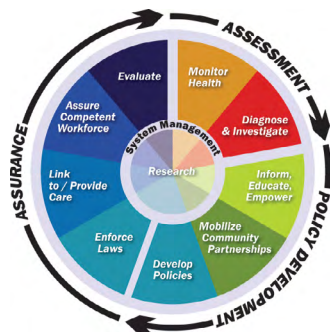 ASSESSMENT
POLICY DEVELOPMENT
ASSURANCE
Monitor
Health
Diagnose
& Investigate
Inform,
Educate,
Empower
Mobilize
Community
Partnerships
Develop
Policies
Enforce
Laws
Link
to / Provide
Care
Assure
Competent
Workforce
Evaluate
System Management
Research